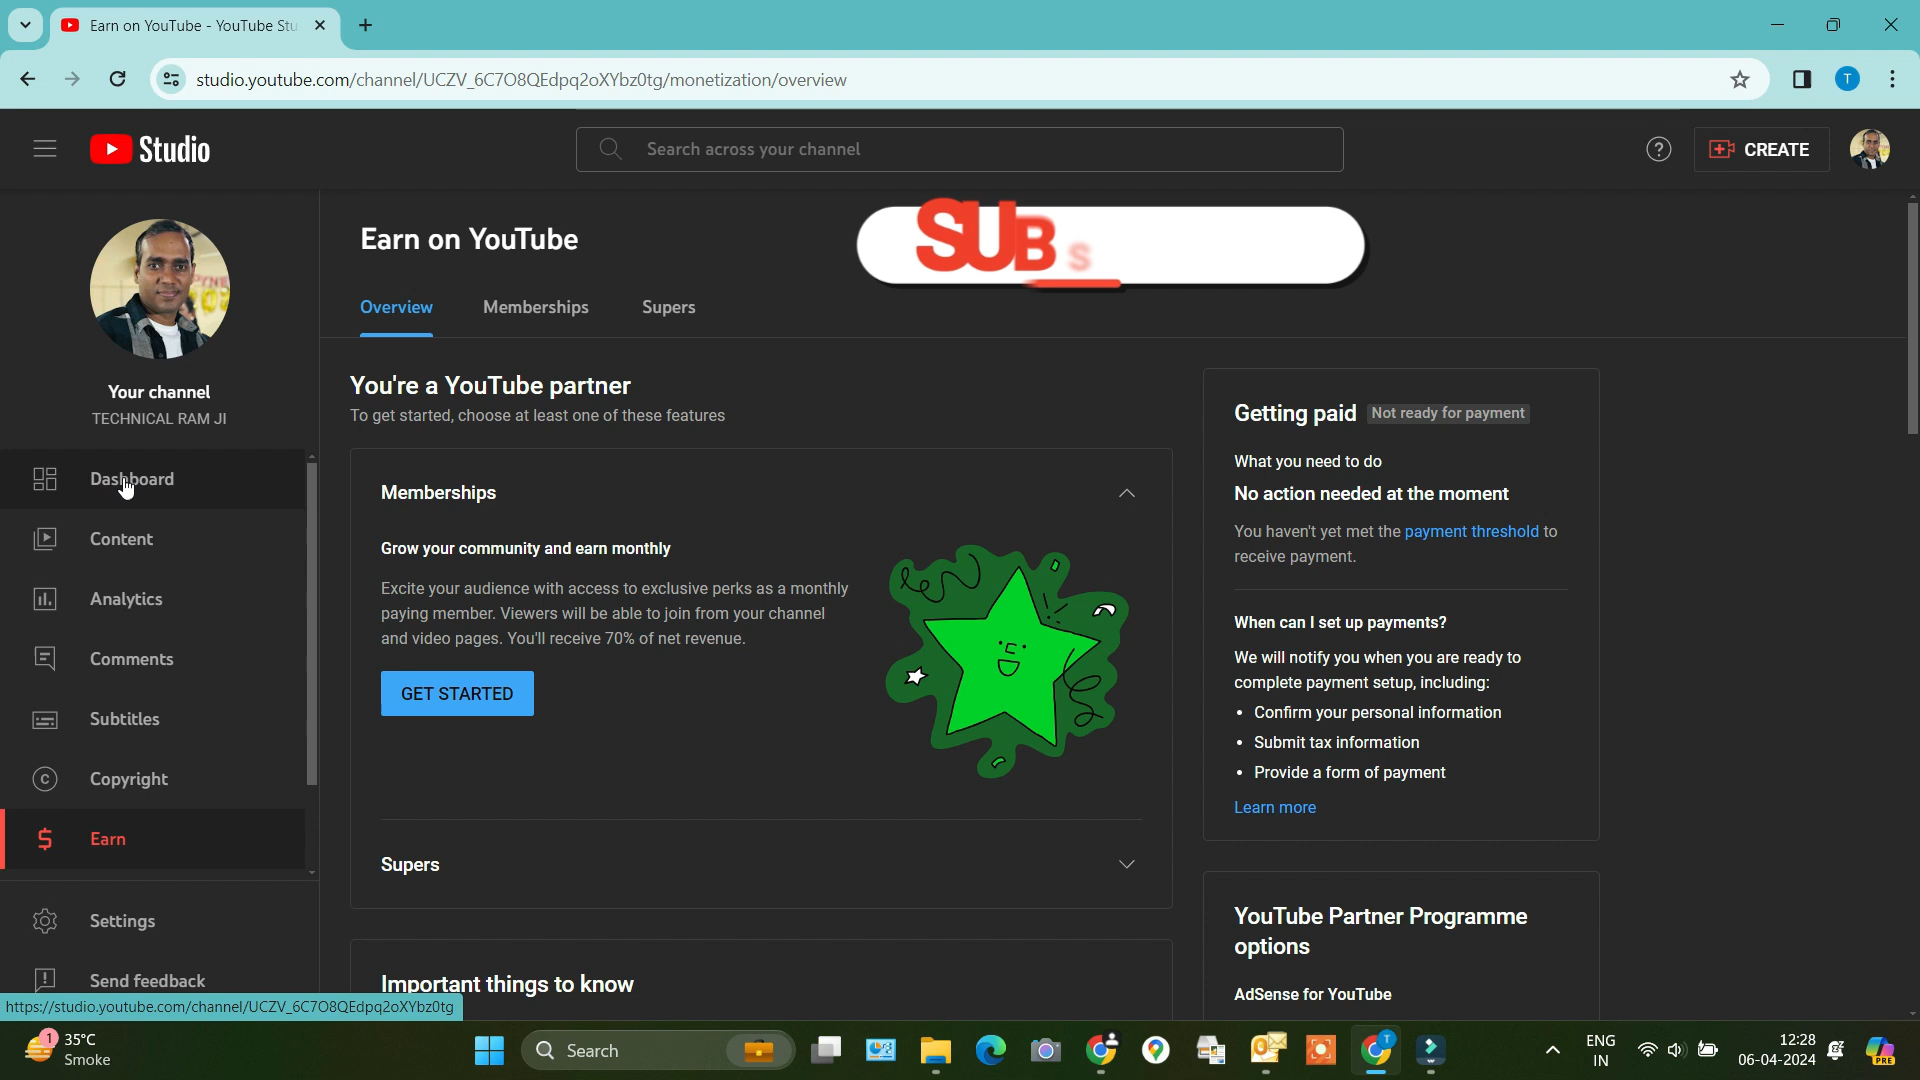 Earn on YouTube - YouTube Stu
studio.youtube.com/channel/UCZV_6C7O8QEdpq2oXYbz0tg/monetization/overview
Studio
Search across your channel
CREATE
Your channel
TECHNICAL RAM JI
Dashboard
Content
Analytics
Comments
Subtitles
Copyright
Earn
Settings
Send feedback
Earn on YouTube
SUBS
Overview
Memberships
Supers
You're a YouTube partner
To get started, choose at least one of these features
Memberships
Grow your community and earn monthly
Excite your audience with access to exclusive perks as a monthly
paying member. Viewers will be able to join from your channel
and video pages. You'll receive 70% of net revenue.
GET STARTED
Supers
Important things to know
Getting paid
Not ready for payment
What you need to do
No action needed at the moment
You haven't yet met the payment threshold to
receive payment.
When can I set up payments?
We will notify you when you are ready to
complete payment setup, including:
• Confirm your personal information
• Submit tax information
• Provide a form of payment
Learn more
YouTube Partner Programme
options
AdSense for YouTube
https://studio.youtube.com/channel/UCZV_6C7O8QEdpq2oXYbz0tg
1
35°C
Smoke
Search
T
ENG
IN
12:28
06-04-2024
PRE